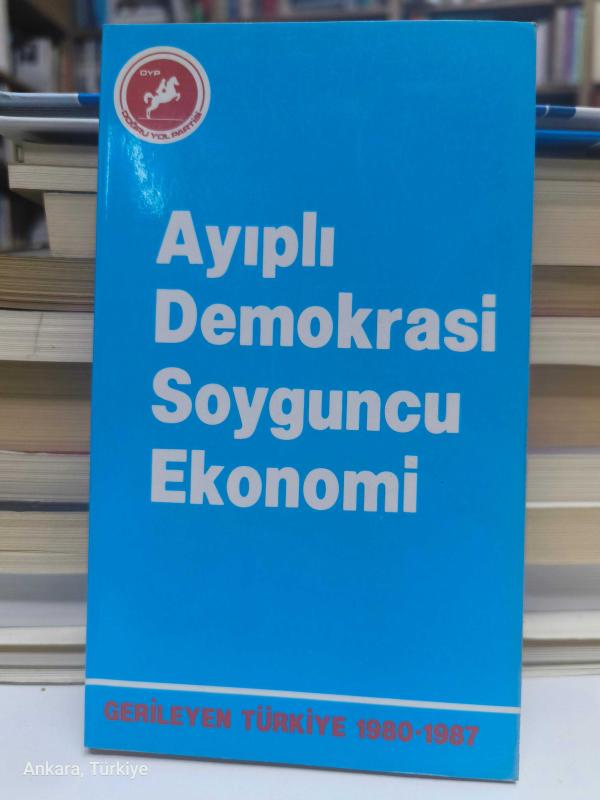 DYP
DOĞRU YOL PARTİSİ
Ayıplı
Demokrasi
Soyguncu
Ekonomi
GERİLEYEN TÜRKİYE 1980-1987
Ankara, Türkiye